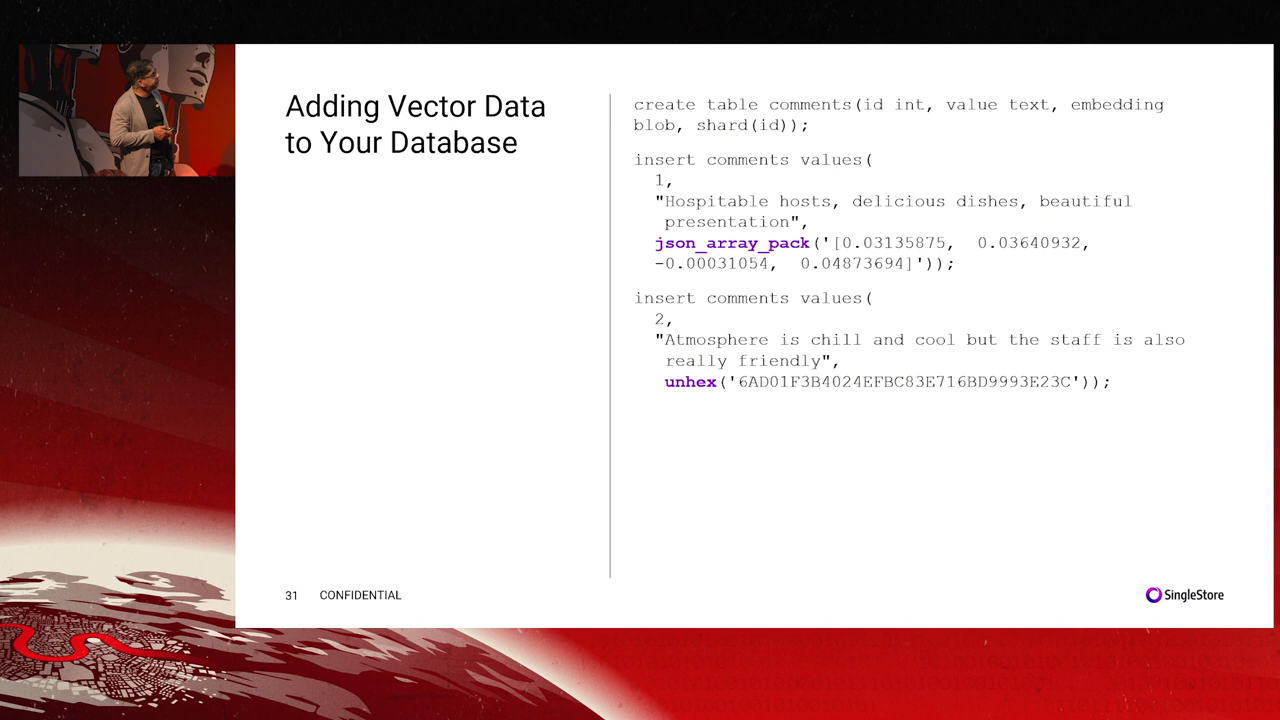 Adding Vector Data
to Your Database
create table comments(id int, value text, embedding
blob, shard(id));
insert comments values(
1,
"Hospitable hosts, delicious dishes, beautiful
presentation",
json_array_pack('[0.03135875, 0.03640932,
-0.00031054, 0.04873694]'));
insert comments values(
2,
"Atmosphere is chill and cool but the staff is also
really friendly",
unhex('6AD01F3B4024EFBC83E716BD9993E23C'));
31 CONFIDENTIAL
SingleStore